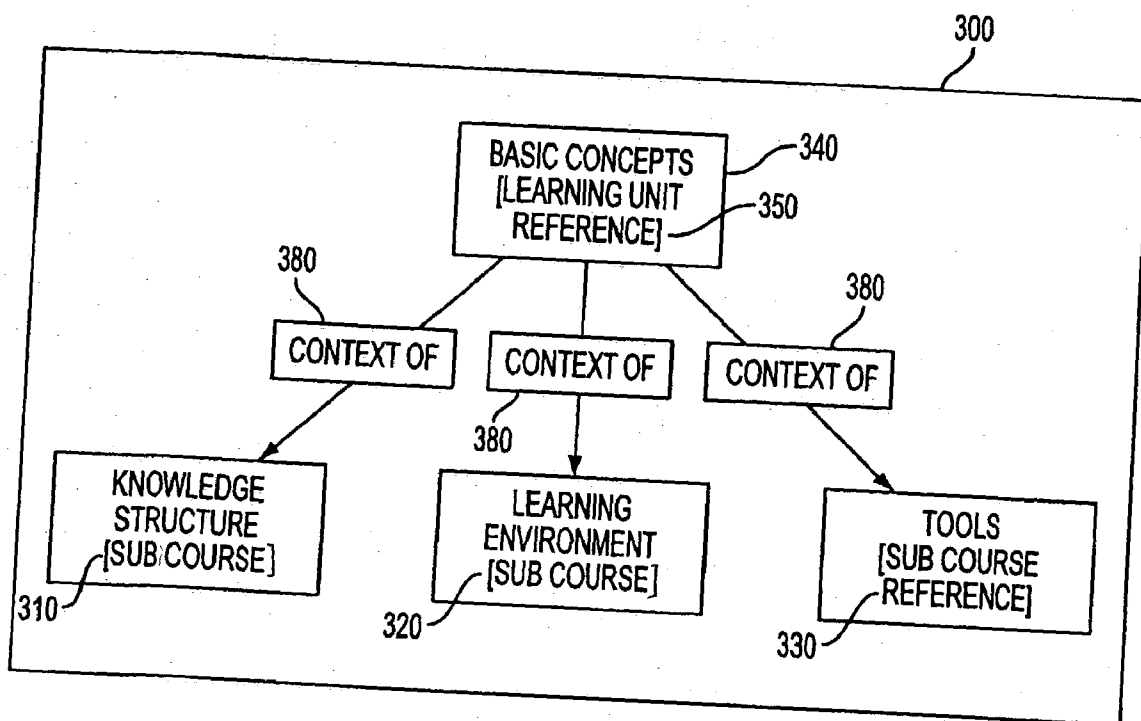 300
BASIC CONCEPTS
[LEARNING UNIT
REFERENCE]
340
350
380
380
CONTEXT OF
CONTEXT OF
CONTEXT OF
380
KNOWLEDGE
STRUCTURE
[SUB COURSE]
310
LEARNING
ENVIRONMENT
[SUB COURSE]
320
TOOLS
[SUB COURSE
REFERENCE]
330